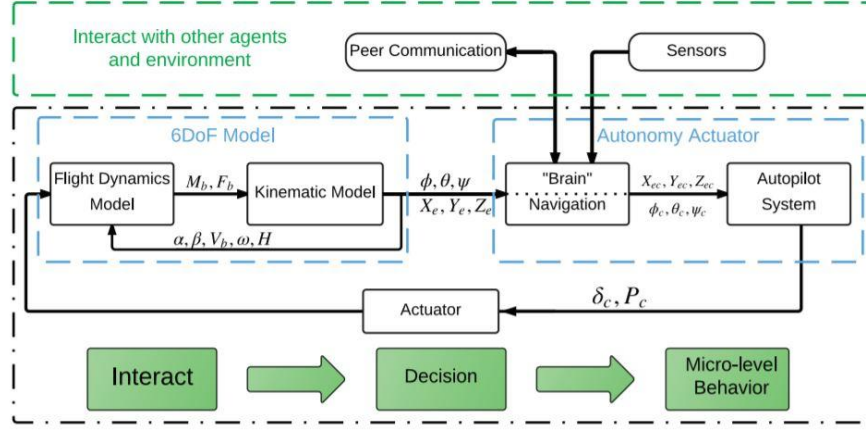 Interact with other agents
and environment
Peer Communication
Sensors
6DoF Model
Autonomy Actuator
Flight Dynamics
Model
M_b, F_b
Kinematic Model
ϕ, θ, ψ
X_e, Y_e, Z_e
"Brain"
Navigation
X_ec, Y_ec, Z_ec
ϕ_c, θ_c, ψ_c
Autopilot
System
α, β, V_b, ω, H
Actuator
δ_c, P_c
Interact
Decision
Micro-level
Behavior